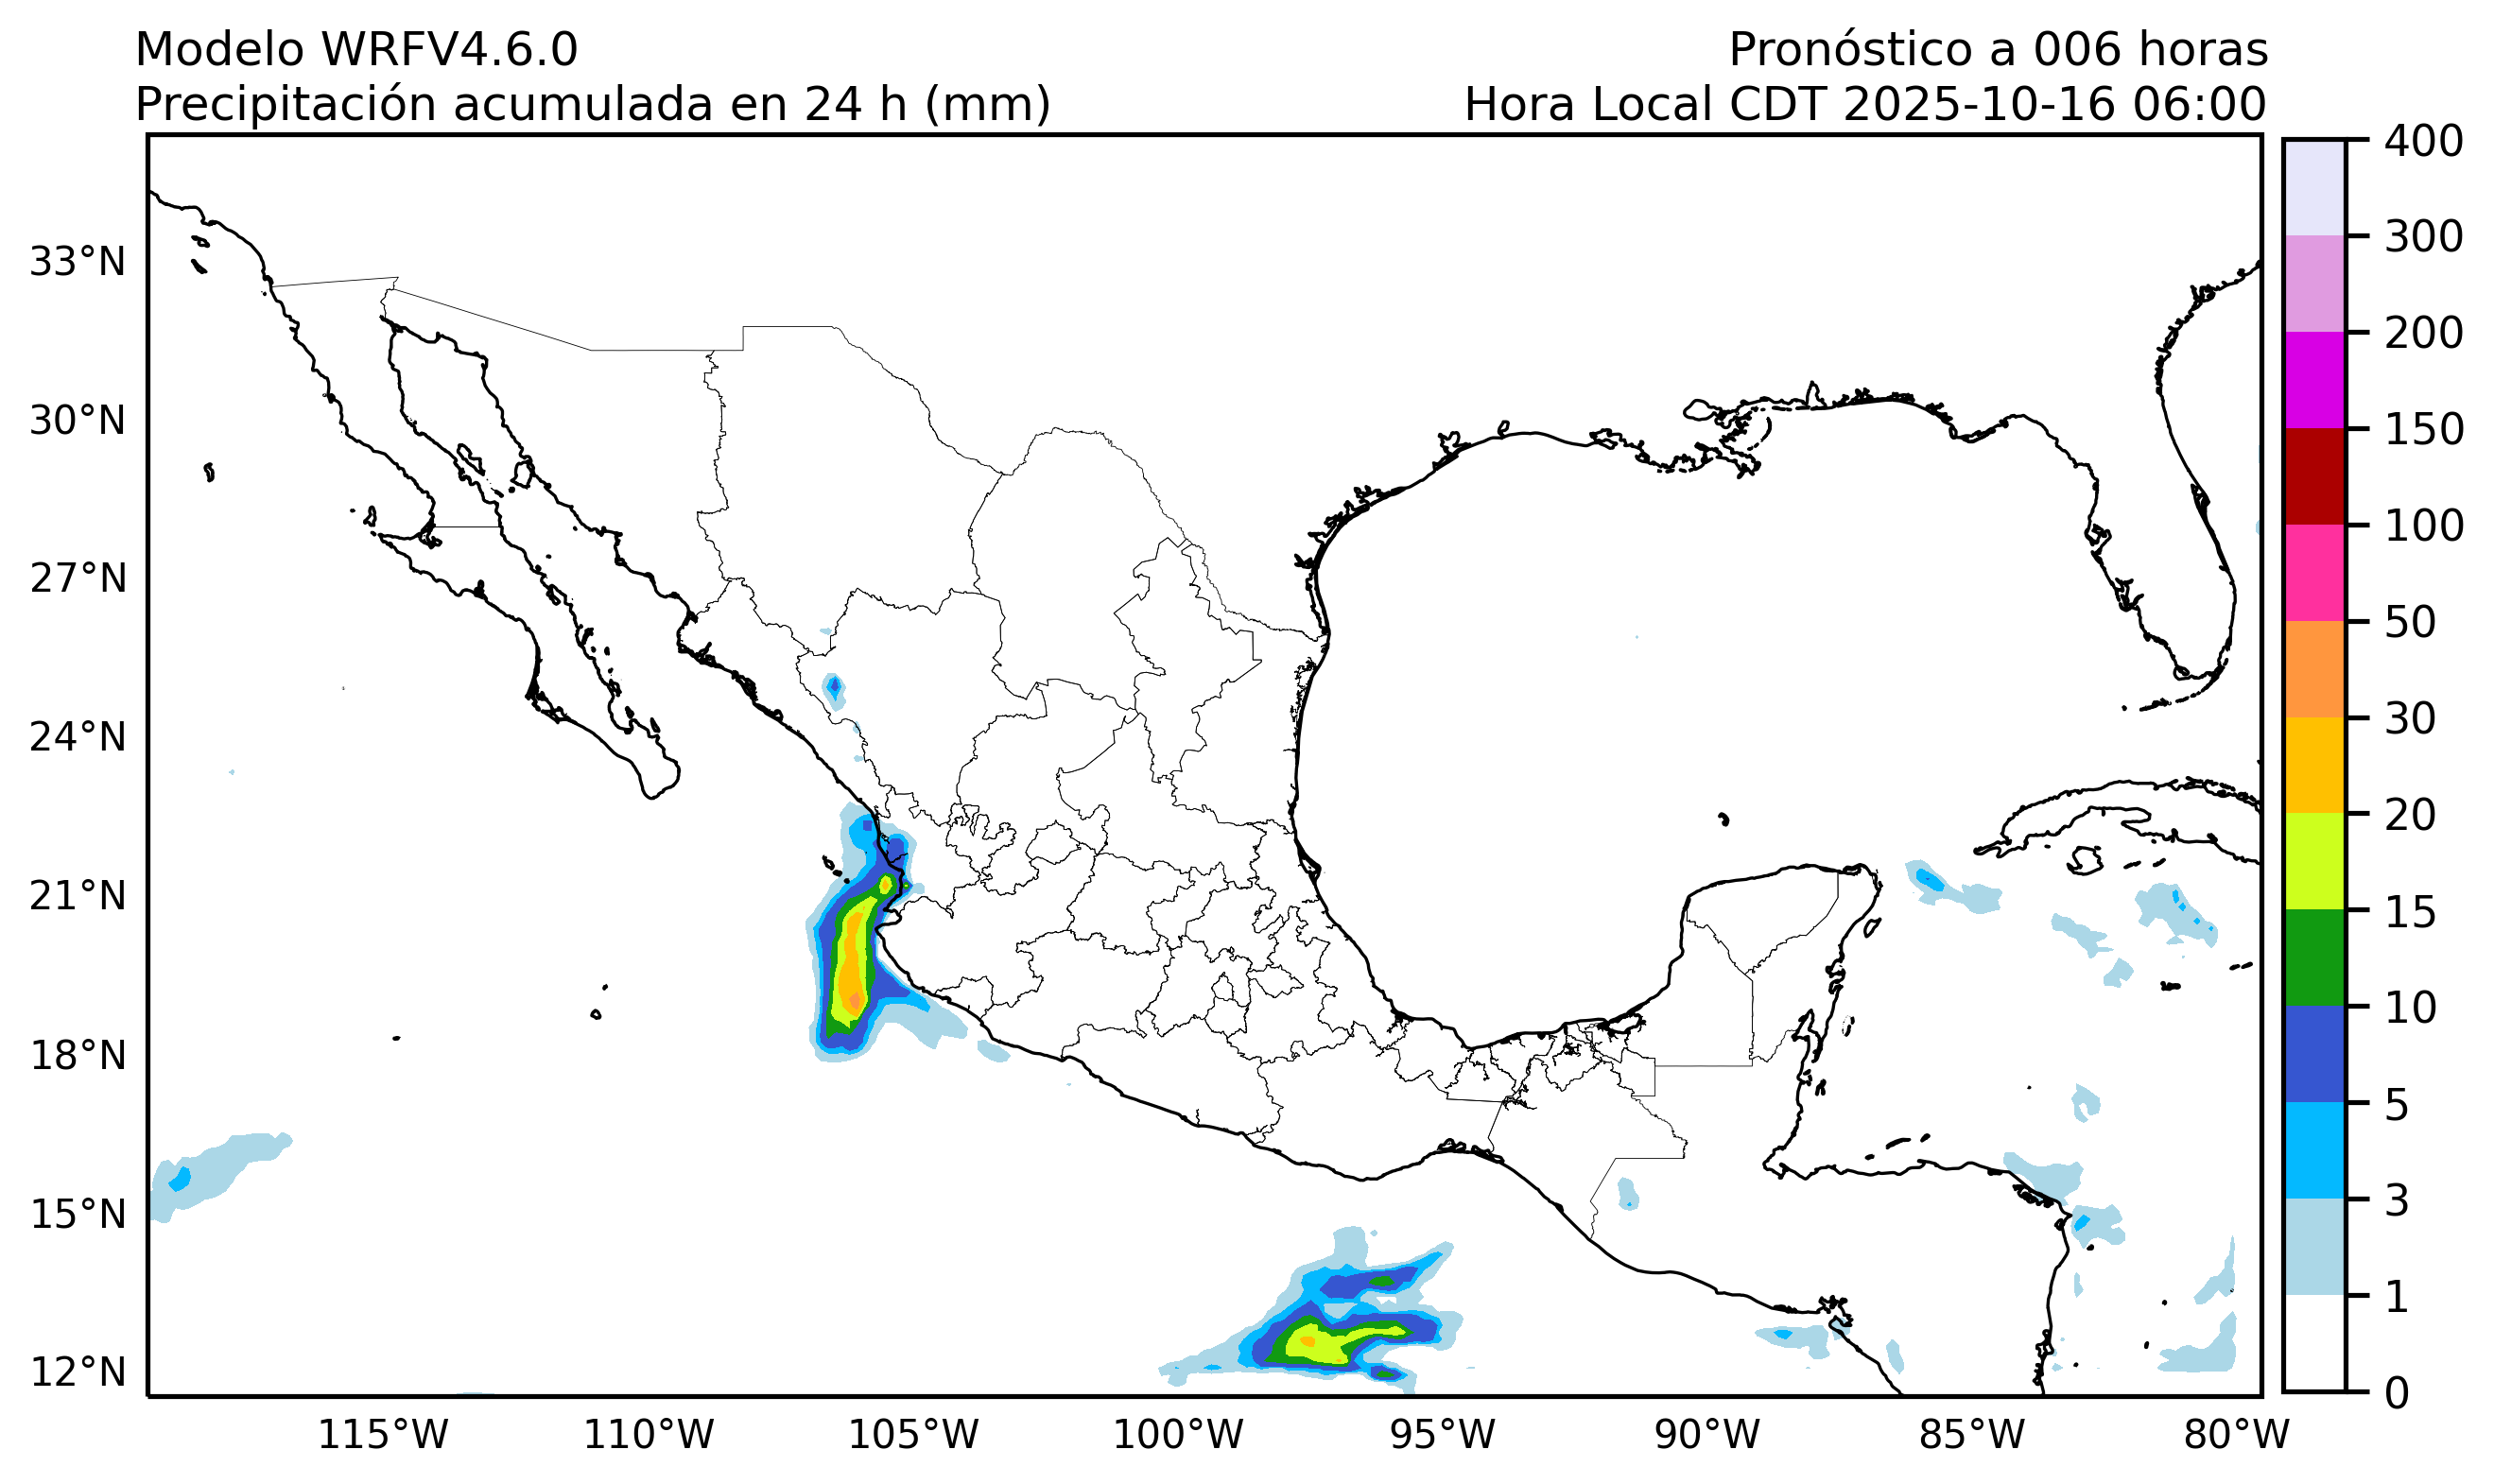 Modelo WRFV4.6.0
Pronóstico a 006 horas
Precipitación acumulada en 24 h (mm)
Hora Local CDT 2025-10-16 06:00
33°N
30°N
27°N
24°N
21°N
18°N
15°N
12°N
115°W
110°W
105°W
100°W
95°W
90°W
85°W
80°W
400
300
200
150
100
50
30
20
15
10
5
3
1
0